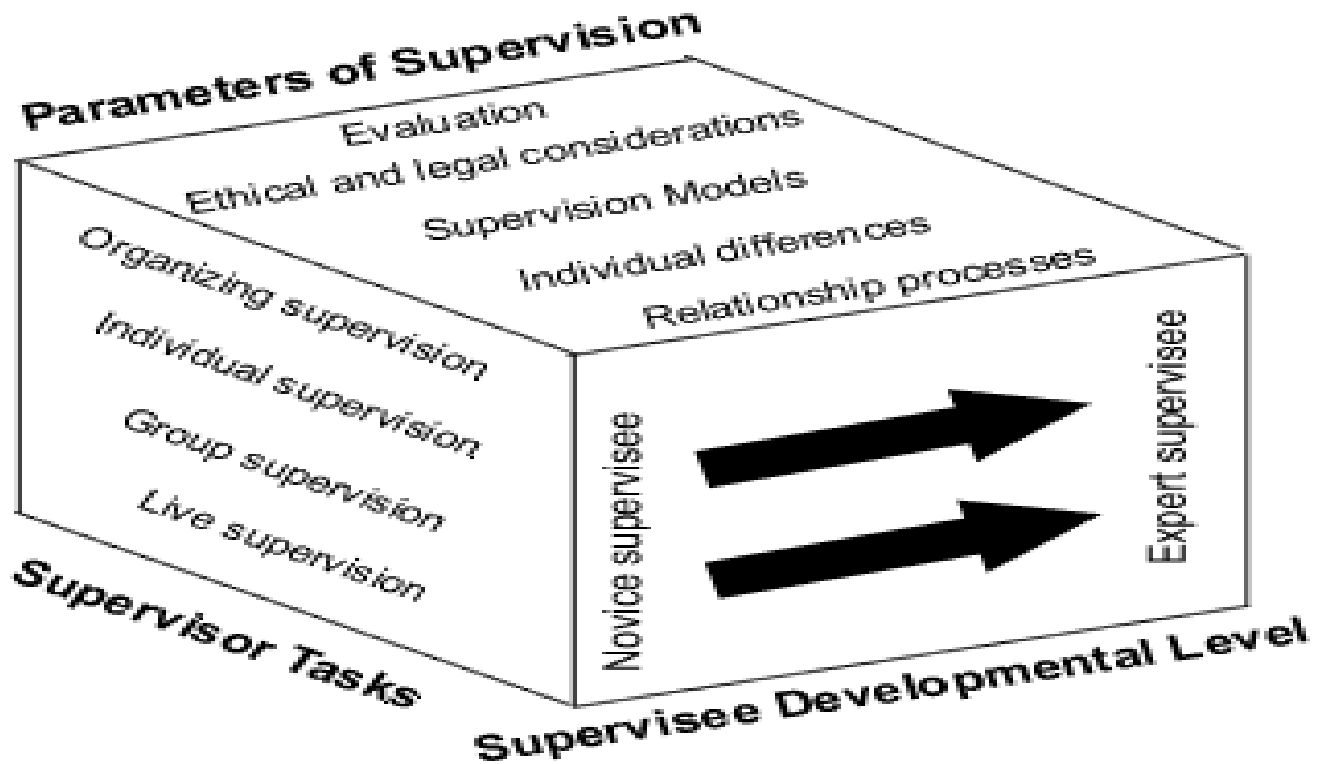 Parameters of Supervision
Evaluation
Ethical and legal considerations
Supervision Models
Individual differences
Relationship processes
Organizing supervision
Individual supervision
Group supervision
Live supervision
Supervisor Tasks
Novice supervisee
Expert supervisee
Supervisee Developmental Level